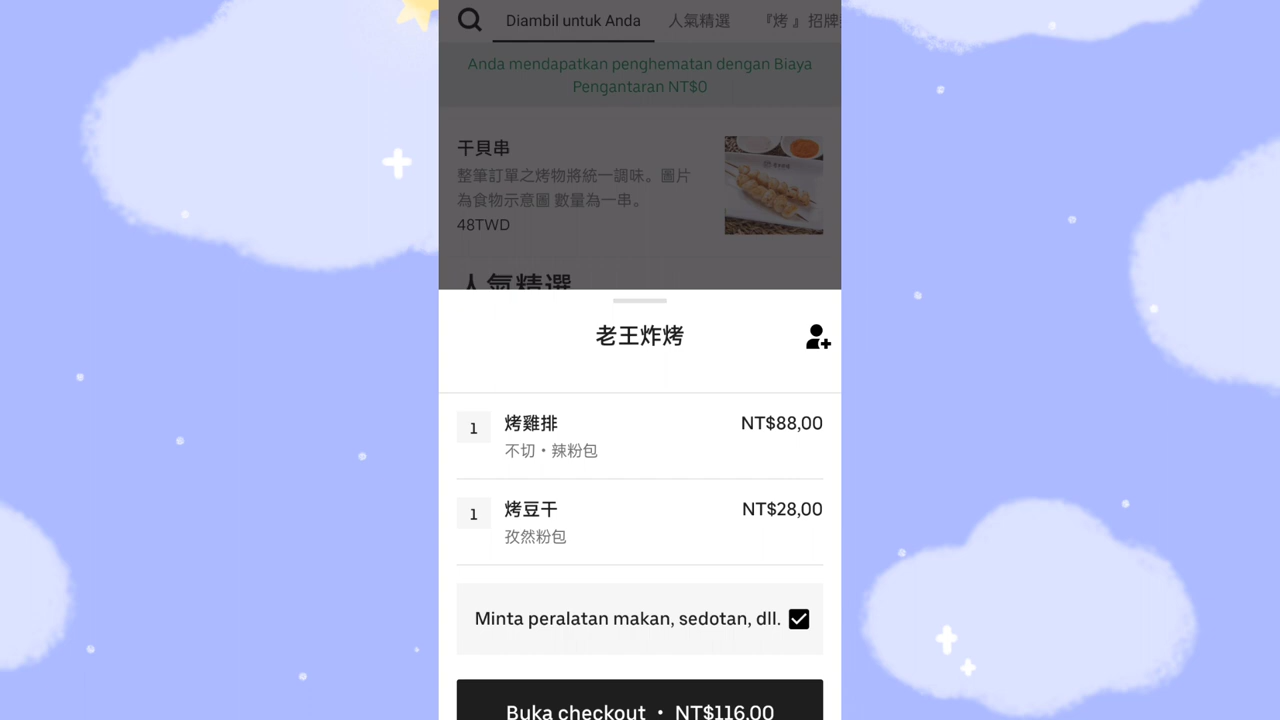 Diambil untuk Anda 人氣精選 『烤 』招牌
Anda mendapatkan penghematan dengan Biaya
Pengantaran NT$0
干貝串
整筆訂單之烤物將統一調味。圖片
為食物示意圖 數量為一串。
48TWD
人氣精選
老王炸烤
1 烤雞排 NT$88,00
不切・辣粉包
1 烤豆干 NT$28,00
孜然粉包
Minta peralatan makan, sedotan, dll.
Buka checkout • NT$116,00